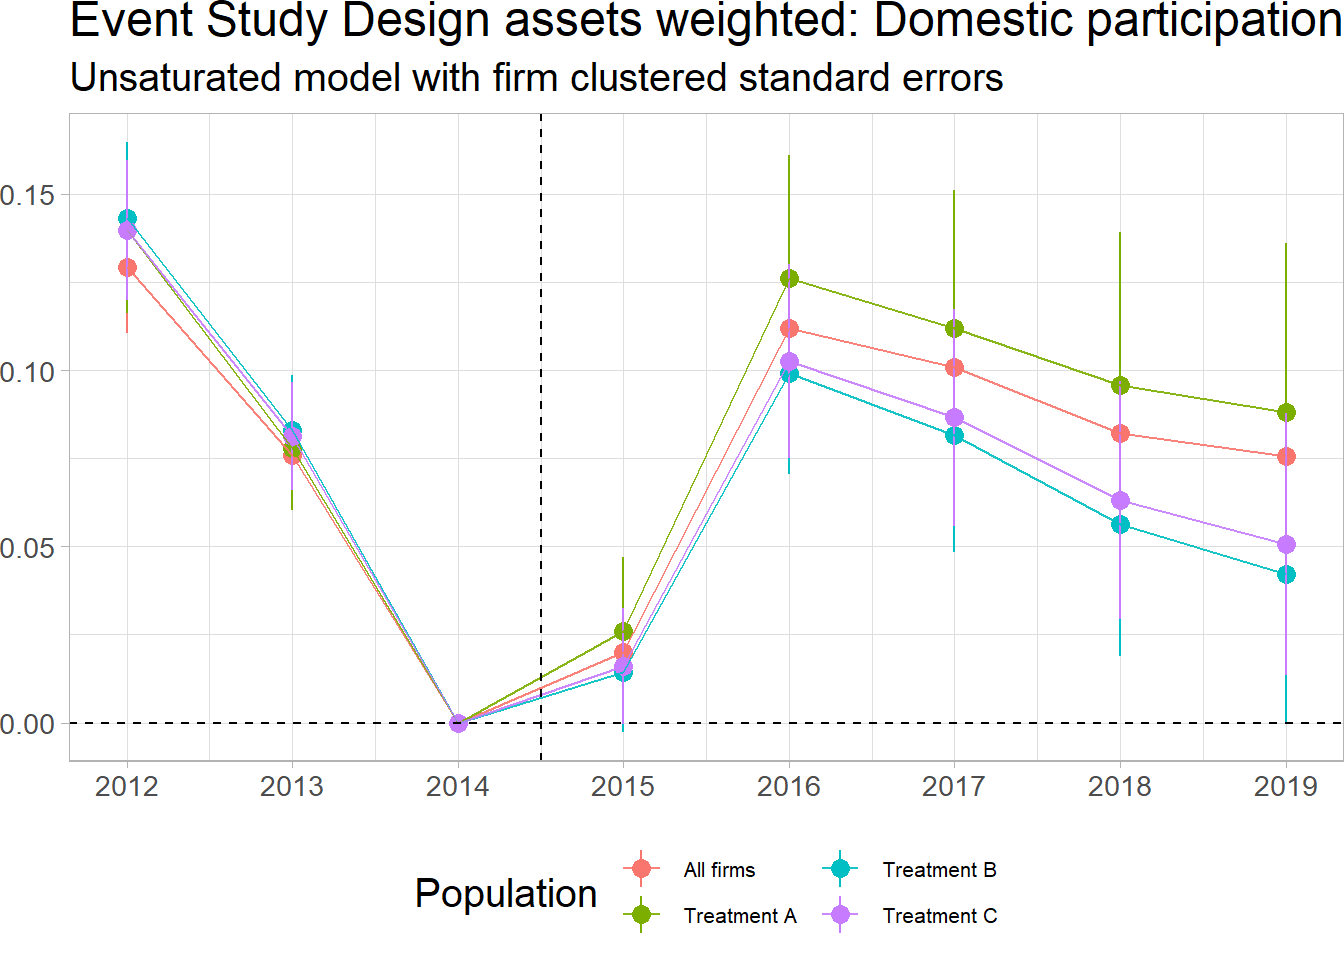 Event Study Design assets weighted: Domestic participation
Unsaturated model with firm clustered standard errors
0.15
0.10
0.05
0.00
2012 2013 2014 2015 2016 2017 2018 2019
Population
All firms Treatment B
Treatment A Treatment C